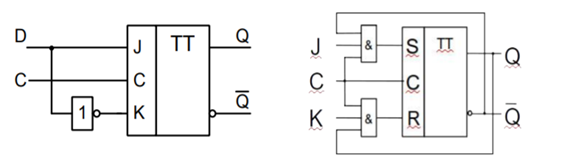 D J TT Q
C C
1 K Q̅
J & S TT Q
C C
K & R Q̅